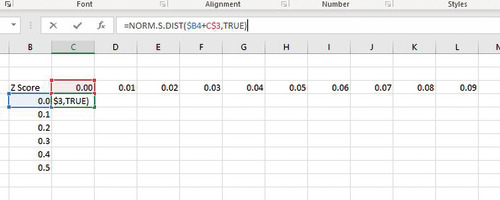 Font Alignment Number Styles
=NORM.S.DIST($B4+C$3,TRUE)
B C D E F G H I J K L
Z Score 0.00 0.01 0.02 0.03 0.04 0.05 0.06 0.07 0.08 0.09
0.0 $3,TRUE)
0.1
0.2
0.3
0.4
0.5